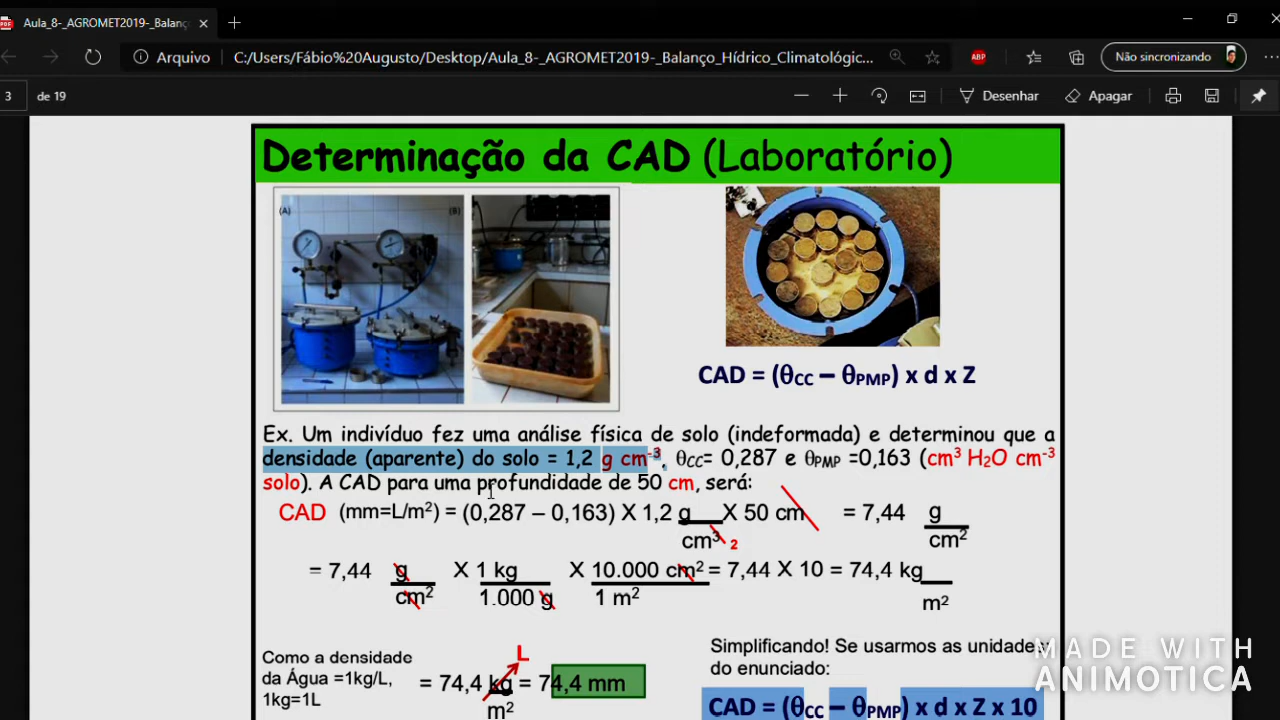 Aula_8-_AGROMET2019-_Balanç
Arquivo
C:/Users/Fábio%20Augusto/Desktop/Aula_8-_AGROMET2019-_Balanço_Hídrico_Climatológic...
ABP
Não sincronizando
3 de 19
Desenhar
Apagar
Determinação da CAD (Laboratório)
(A) (B)
CAD = (θCC – θPMP) x d x Z
Ex. Um indivíduo fez uma análise física de solo (indeformada) e determinou que a
densidade (aparente) do solo = 1,2 g cm⁻³, θCC= 0,287 e θPMP =0,163 (cm³ H₂O cm⁻³
solo). A CAD para uma profundidade de 50 cm, será:
CAD (mm=L/m²) = (0,287 – 0,163) X 1,2 g X 50 cm = 7,44 g
cm³ 2 cm²
= 7,44 g X 1 kg X 10.000 cm² = 7,44 X 10 = 74,4 kg
cm² 1.000 g 1 m² m²
Como a densidade
da Água =1kg/L,
1kg=1L
L
= 74,4 kg = 74,4 mm
m²
Simplificando! Se usarmos as unidades
do enunciado:
CAD = (θCC – θPMP) x d x Z x 10
MADE WITH
ANIMOTICA